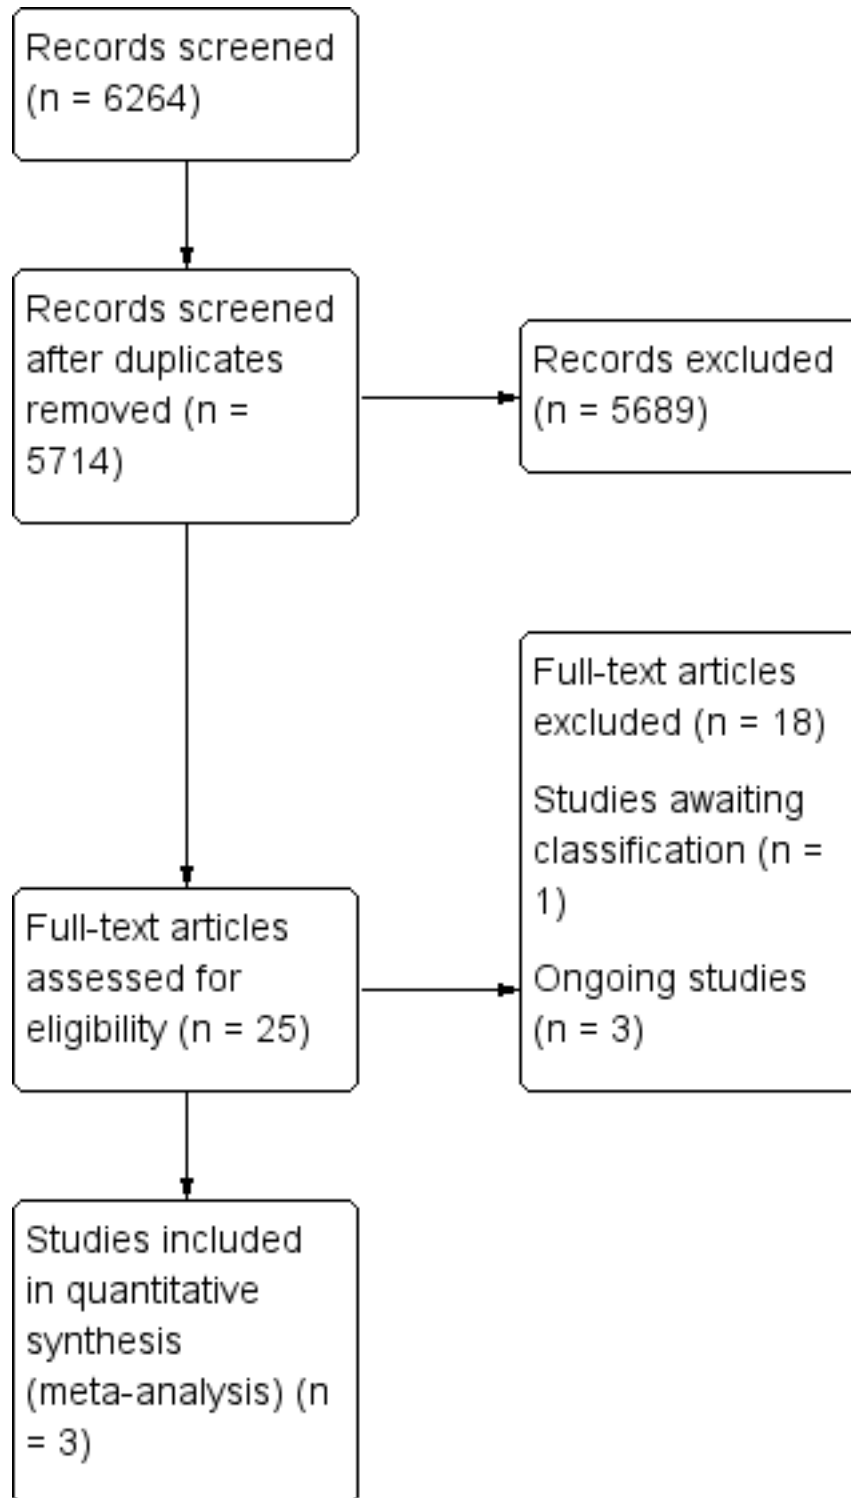 Records screened
(n = 6264)
Records screened
after duplicates
removed (n =
5714)
Records excluded
(n = 5689)
Full-text articles
excluded (n = 18)
Studies awaiting
classification (n =
1)
Ongoing studies
(n = 3)
Full-text articles
assessed for
eligibility (n = 25)
Studies included
in quantitative
synthesis
(meta-analysis) (n
= 3)